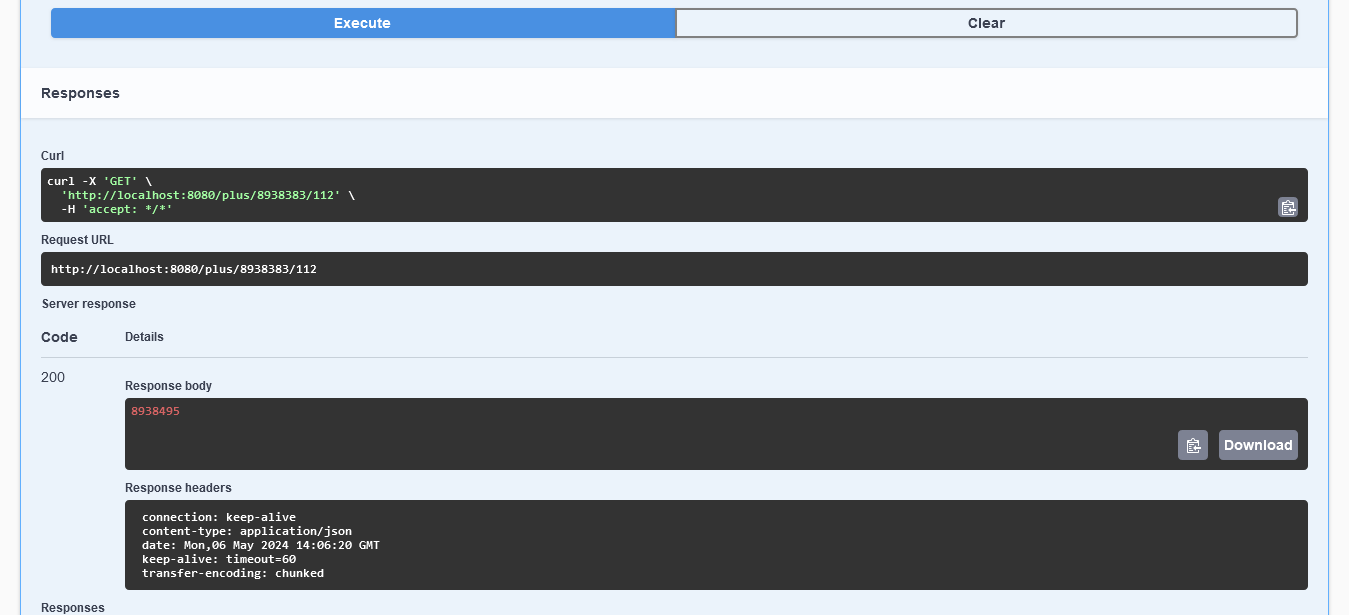 Execute
Clear
Responses
Curl
curl -X 'GET' \
'http://localhost:8080/plus/8938383/112' \
-H 'accept: */*'
Request URL
http://localhost:8080/plus/8938383/112
Server response
Code
Details
200
Response body
8938495
Download
Response headers
connection: keep-alive
content-type: application/json
date: Mon,06 May 2024 14:06:20 GMT
keep-alive: timeout=60
transfer-encoding: chunked
Responses